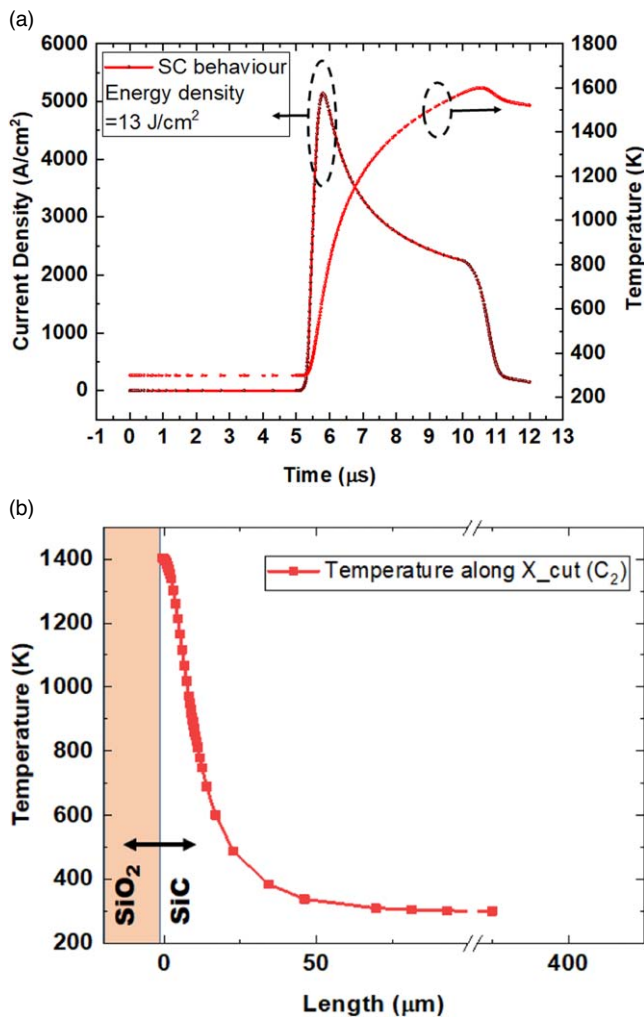 (a)
6000
5000
4000
3000
2000
1000
0
Current Density (A/cm²)
SC behaviour
Energy density
=13 J/cm²
1800
1600
1400
1200
1000
800
600
400
200
Temperature (K)
-1 0 1 2 3 4 5 6 7 8 9 10 11 12 13
Time (μs)
(b)
1400
1200
1000
800
600
400
200
Temperature (K)
Temperature along X_cut (C₂)
SiO₂
SiC
0 50 400
Length (μm)